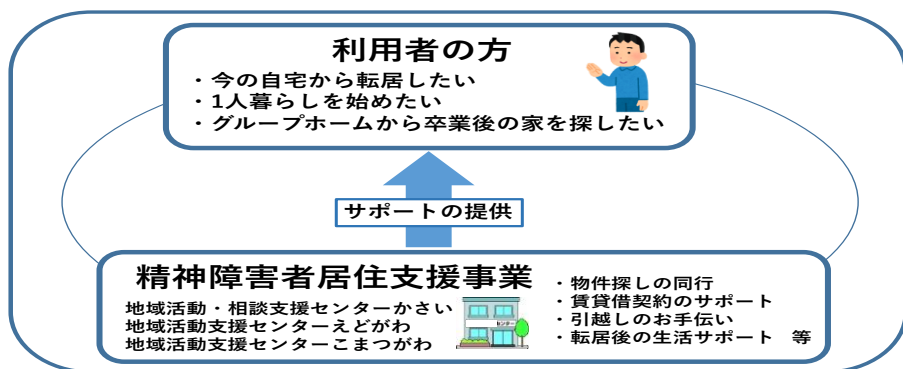 利用者の方
・今の自宅から転居したい
・1人暮らしを始めたい
・グループホームから卒業後の家を探したい
サポートの提供
精神障害者居住支援事業
地域活動・相談支援センターかさい
地域活動支援センターえどがわ
地域活動支援センターこまつがわ
センター
・物件探しの同行
・賃貸借契約のサポート
・引越しのお手伝い
・転居後の生活サポート 等